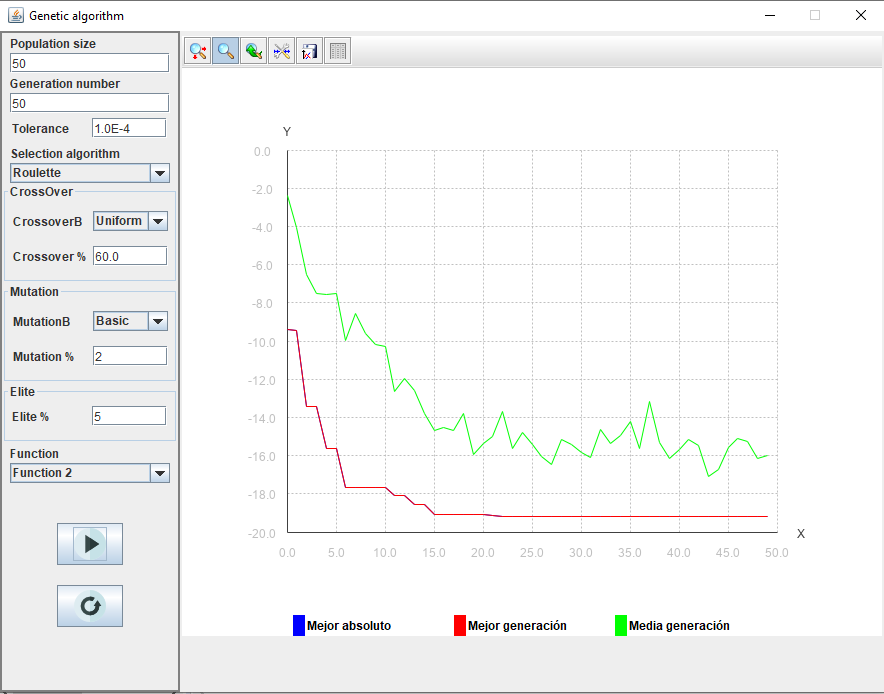 Genetic algorithm
Population size
50
Generation number
50
Tolerance 1.0E-4
Selection algorithm
Roulette
CrossOver
CrossoverB Uniform
Crossover % 60.0
Mutation
MutationB Basic
Mutation % 2
Elite
Elite % 5
Function
Function 2
Y
0.0
-2.0
-4.0
-6.0
-8.0
-10.0
-12.0
-14.0
-16.0
-18.0
-20.0
X
0.0 5.0 10.0 15.0 20.0 25.0 30.0 35.0 40.0 45.0 50.0
Mejor absoluto Mejor generación Media generación